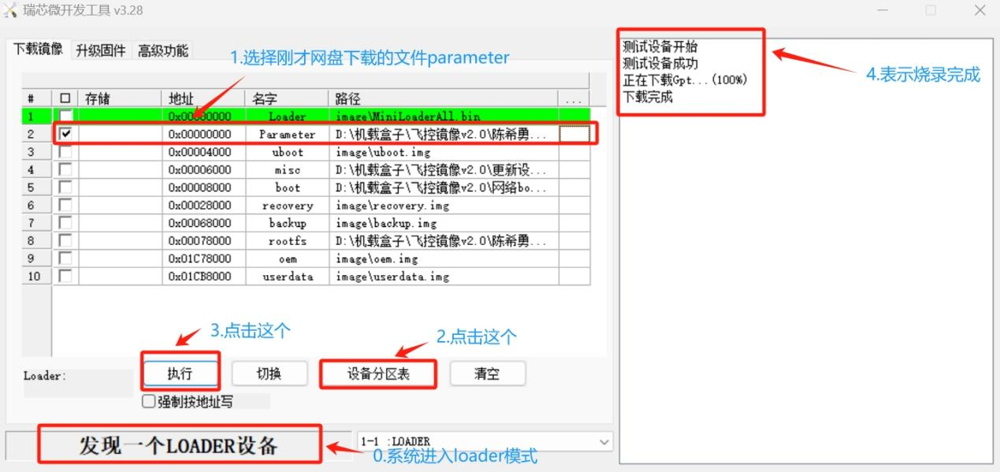 瑞芯微开发工具 v3.28
下载镜像 升级固件 高级功能
1.选择刚才网盘下载的文件parameter
# 存储 地址 名字 路径 ...
1 0x00000000 Loader image\MiniLoaderAll.bin
2 0x00000000 Parameter D:\机载盒子\飞控镜像v2.0\陈希勇...
3 0x00004000 uboot image\uboot.img
4 0x00006000 misc D:\机载盒子\飞控镜像v2.0\更新设...
5 0x00008000 boot D:\机载盒子\飞控镜像v2.0\网络bo...
6 0x00028000 recovery image\recovery.img
7 0x00068000 backup image\backup.img
8 0x00078000 rootfs D:\机载盒子\飞控镜像v2.0\陈希勇...
9 0x01C78000 oem image\oem.img
10 0x01CB8000 userdata image\userdata.img
3.点击这个
2.点击这个
Loader:
执行 切换 设备分区表 清空
强制按地址写
发现一个LOADER设备
1-1 :LOADER
0.系统进入loader模式
测试设备开始
测试设备成功
正在下载Gpt...(100%)
下载完成
4.表示烧录完成